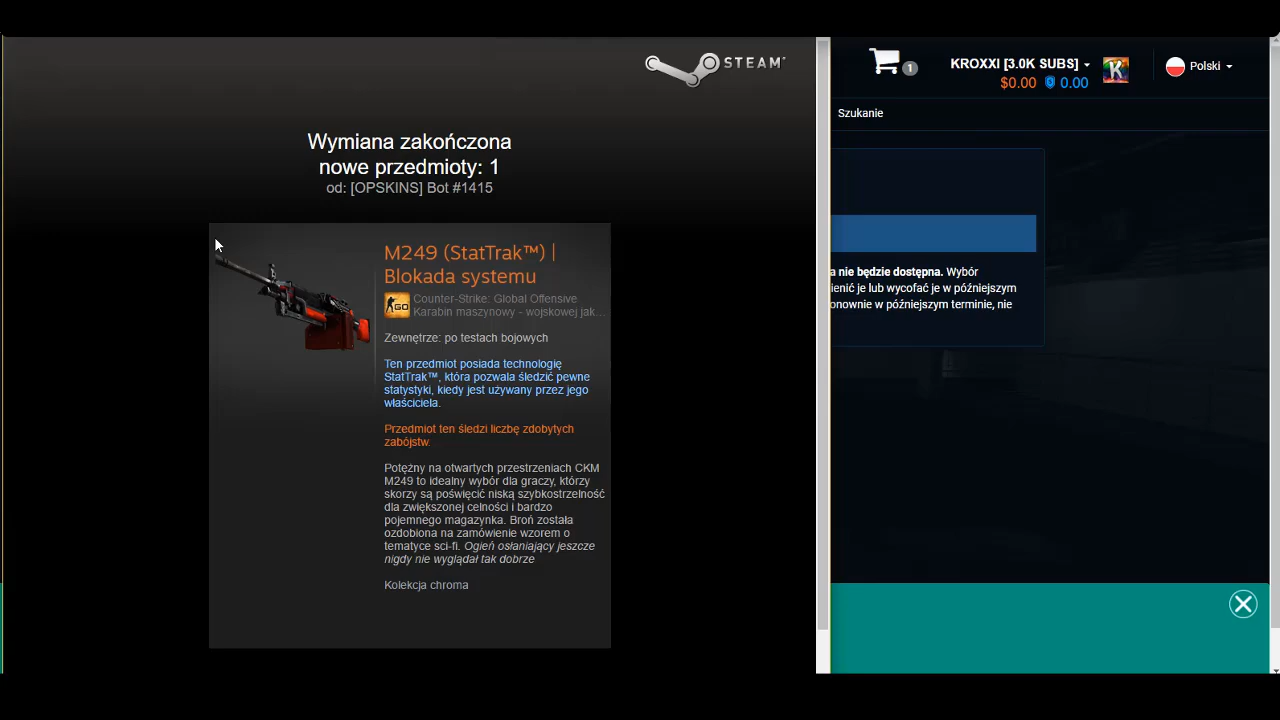 STEAM®
Wymiana zakończona
nowe przedmioty: 1
od: [OPSKINS] Bot #1415
M249 (StatTrak™) |
Blokada systemu
GO
Counter-Strike: Global Offensive
Karabin maszynowy - wojskowej jak...
Zewnętrze: po testach bojowych
Ten przedmiot posiada technologię
StatTrak™, która pozwala śledzić pewne
statystyki, kiedy jest używany przez jego
właściciela.
Przedmiot ten śledzi liczbę zdobytych
zabójstw.
Potężny na otwartych przestrzeniach CKM
M249 to idealny wybór dla graczy, którzy
skorzy są poświęcić niską szybkostrzelność
dla zwiększonej celności i bardzo
pojemnego magazynka. Broń została
ozdobiona na zamówienie wzorem o
tematyce sci-fi. Ogień osłaniający jeszcze
nigdy nie wyglądał tak dobrze
Kolekcja chroma
1
KROXXI [3.0K SUBS]
$0.00 0.00
K
Polski
Szukanie
a nie będzie dostępna. Wybór
ienić je lub wycofać je w późniejszym
onownie w późniejszym terminie, nie